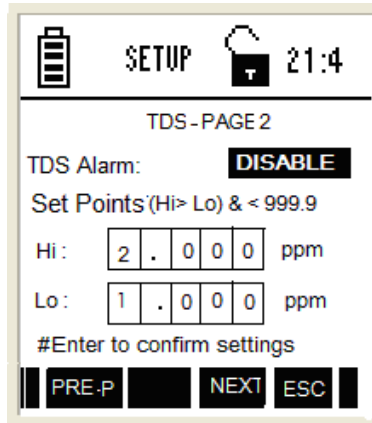 SETUP T 21:4
TDS-PAGE 2
TDS Alarm: DISABLE
Set Points (Hi> Lo) & < 999.9
Hi : 2 . 0 0 0 ppm
Lo : 1 . 0 0 0 ppm
#Enter to confirm settings
PRE-P NEXT ESC